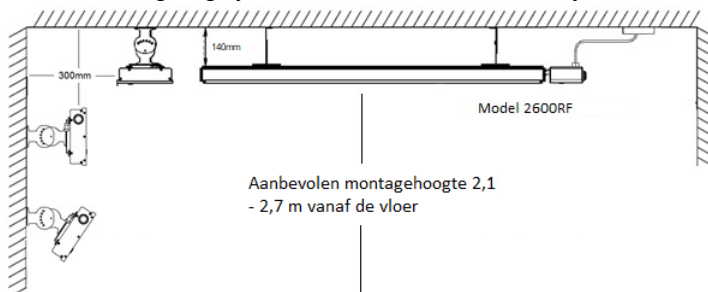 140mm
300mm
Model 2600RF
Aanbevolen montagehoogte 2,1
- 2,7 m vanaf de vloer